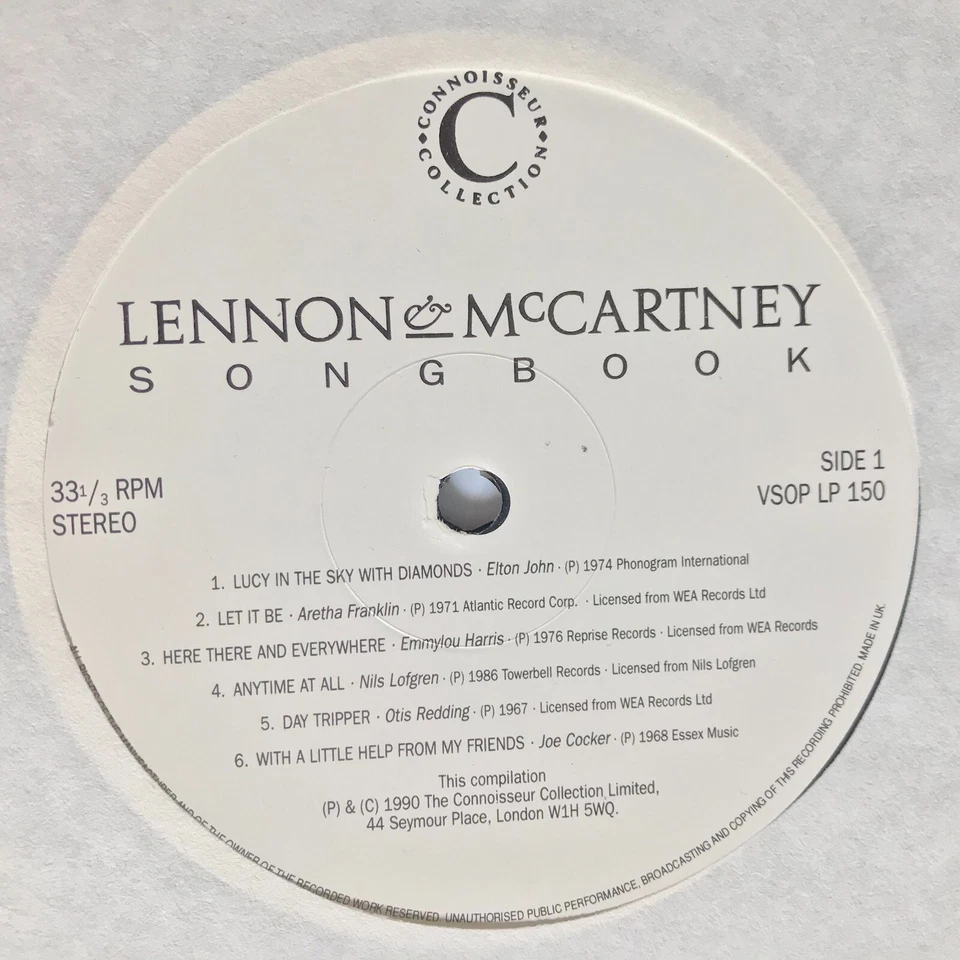 CONNOISSEUR
C
COLLECTION
LENNON & McCARTNEY
SONGBOOK
33 1/3 RPM
STEREO
SIDE 1
VSOP LP 150
1. LUCY IN THE SKY WITH DIAMONDS · Elton John · (P) 1974 Phonogram International
2. LET IT BE · Aretha Franklin · (P) 1971 Atlantic Record Corp. · Licensed from WEA Records Ltd
3. HERE THERE AND EVERYWHERE · Emmylou Harris · (P) 1976 Reprise Records · Licensed from WEA Records
4. ANYTIME AT ALL · Nils Lofgren · (P) 1986 Towerbell Records · Licensed from Nils Lofgren
5. DAY TRIPPER · Otis Redding · (P) 1967 · Licensed from WEA Records Ltd
6. WITH A LITTLE HELP FROM MY FRIENDS · Joe Cocker · (P) 1968 Essex Music
This compilation
(P) & (C) 1990 The Connoisseur Collection Limited,
44 Seymour Place, London W1H 5WQ.
AND OF THE OWNER OF THE RECORDED WORK RESERVED. UNAUTHORISED PUBLIC PERFORMANCE, BROADCASTING AND COPYING OF THIS RECORDING PROHIBITED. MADE IN UK.